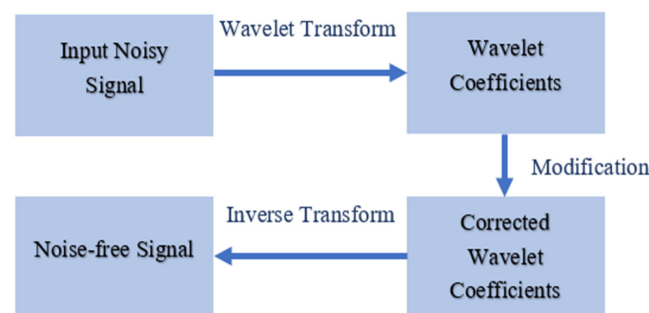 Input Noisy
Signal
Wavelet Transform
Wavelet
Coefficients
Modification
Corrected
Wavelet
Coefficients
Inverse Transform
Noise-free Signal